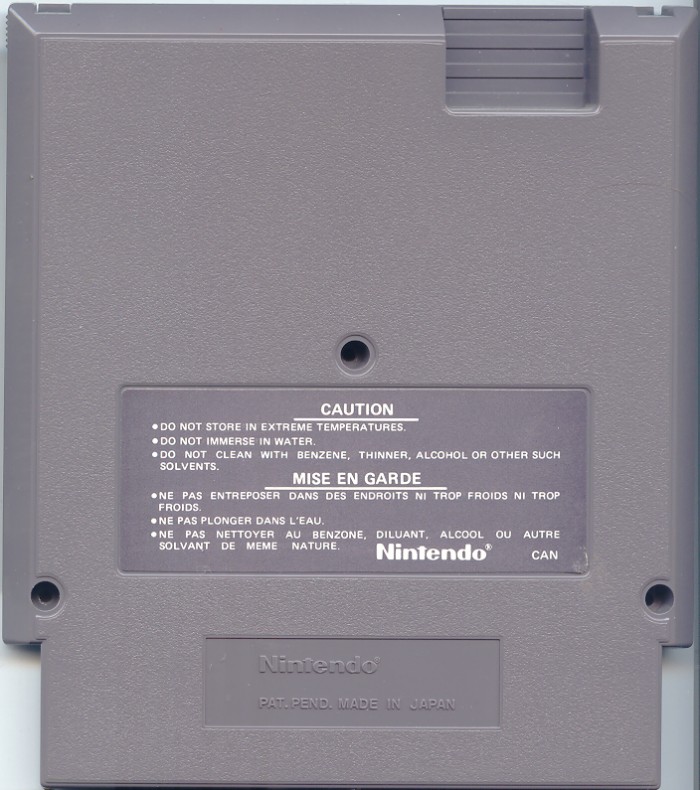 CAUTION
●DO NOT STORE IN EXTREME TEMPERATURES.
●DO NOT IMMERSE IN WATER.
●DO NOT CLEAN WITH BENZENE, THINNER, ALCOHOL OR OTHER SUCH
SOLVENTS.
MISE EN GARDE
●NE PAS ENTREPOSER DANS DES ENDROITS NI TROP FROIDS NI TROP
FROIDS.
●NE PAS PLONGER DANS L'EAU.
●NE PAS NETTOYER AU BENZONE, DILUANT, ALCOOL OU AUTRE
SOLVANT DE MEME NATURE. Nintendo® CAN
Nintendo®
PAT. PEND. MADE IN JAPAN